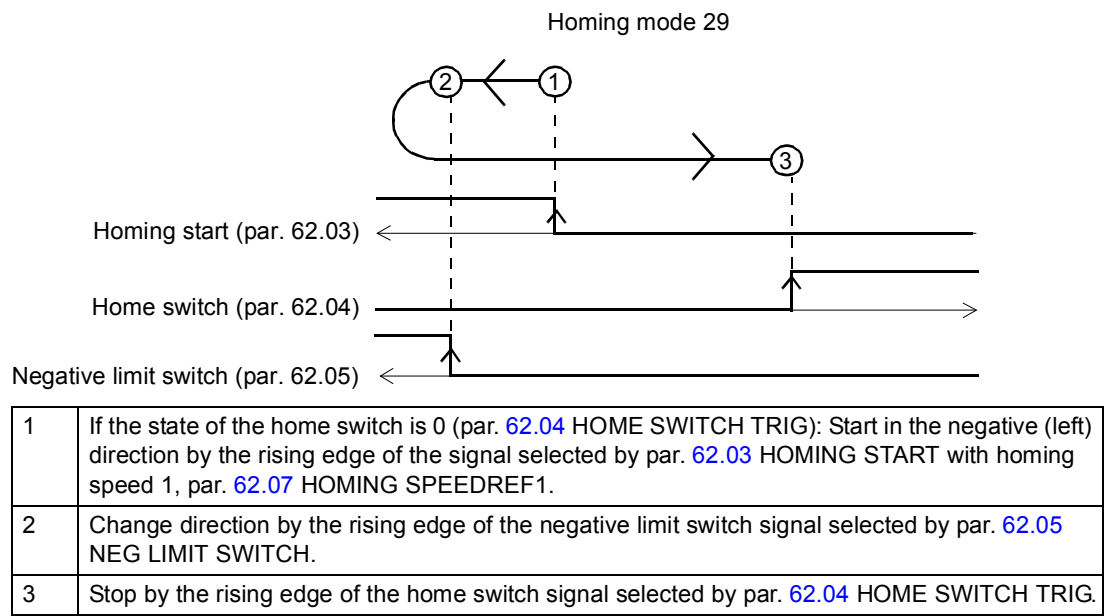 Homing mode 29
2 1
3
Homing start (par. 62.03)
Home switch (par. 62.04)
Negative limit switch (par. 62.05)
1 If the state of the home switch is 0 (par. 62.04 HOME SWITCH TRIG): Start in the negative (left)
direction by the rising edge of the signal selected by par. 62.03 HOMING START with homing
speed 1, par. 62.07 HOMING SPEEDREF1.
2 Change direction by the rising edge of the negative limit switch signal selected by par. 62.05
NEG LIMIT SWITCH.
3 Stop by the rising edge of the home switch signal selected by par. 62.04 HOME SWITCH TRIG.